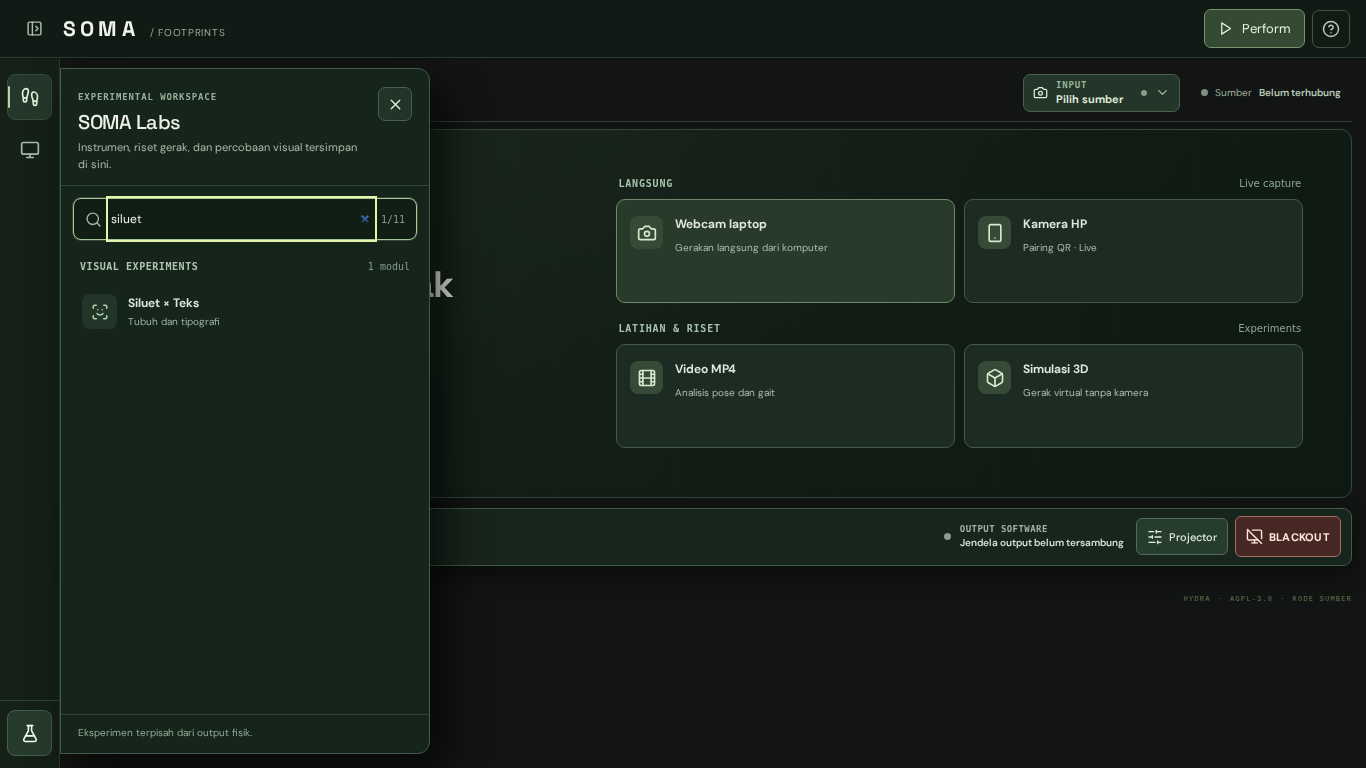 SOMA / FOOTPRINTS
Perform
EXPERIMENTAL WORKSPACE
SOMA Labs
Instrumen, riset gerak, dan percobaan visual tersimpan
di sini.
siluet
1/11
VISUAL EXPERIMENTS
1 modul
Siluet × Teks
Tubuh dan tipografi
Eksperimen terpisah dari output fisik.
INPUT
Pilih sumber
Sumber Belum terhubung
ak
LANGSUNG
Live capture
Webcam laptop
Gerakan langsung dari komputer
Kamera HP
Pairing QR · Live
LATIHAN & RISET
Experiments
Video MP4
Analisis pose dan gait
Simulasi 3D
Gerak virtual tanpa kamera
OUTPUT SOFTWARE
Jendela output belum tersambung
Projector
BLACKOUT
HYDRA · AGPL-3.0 · KODE SUMBER